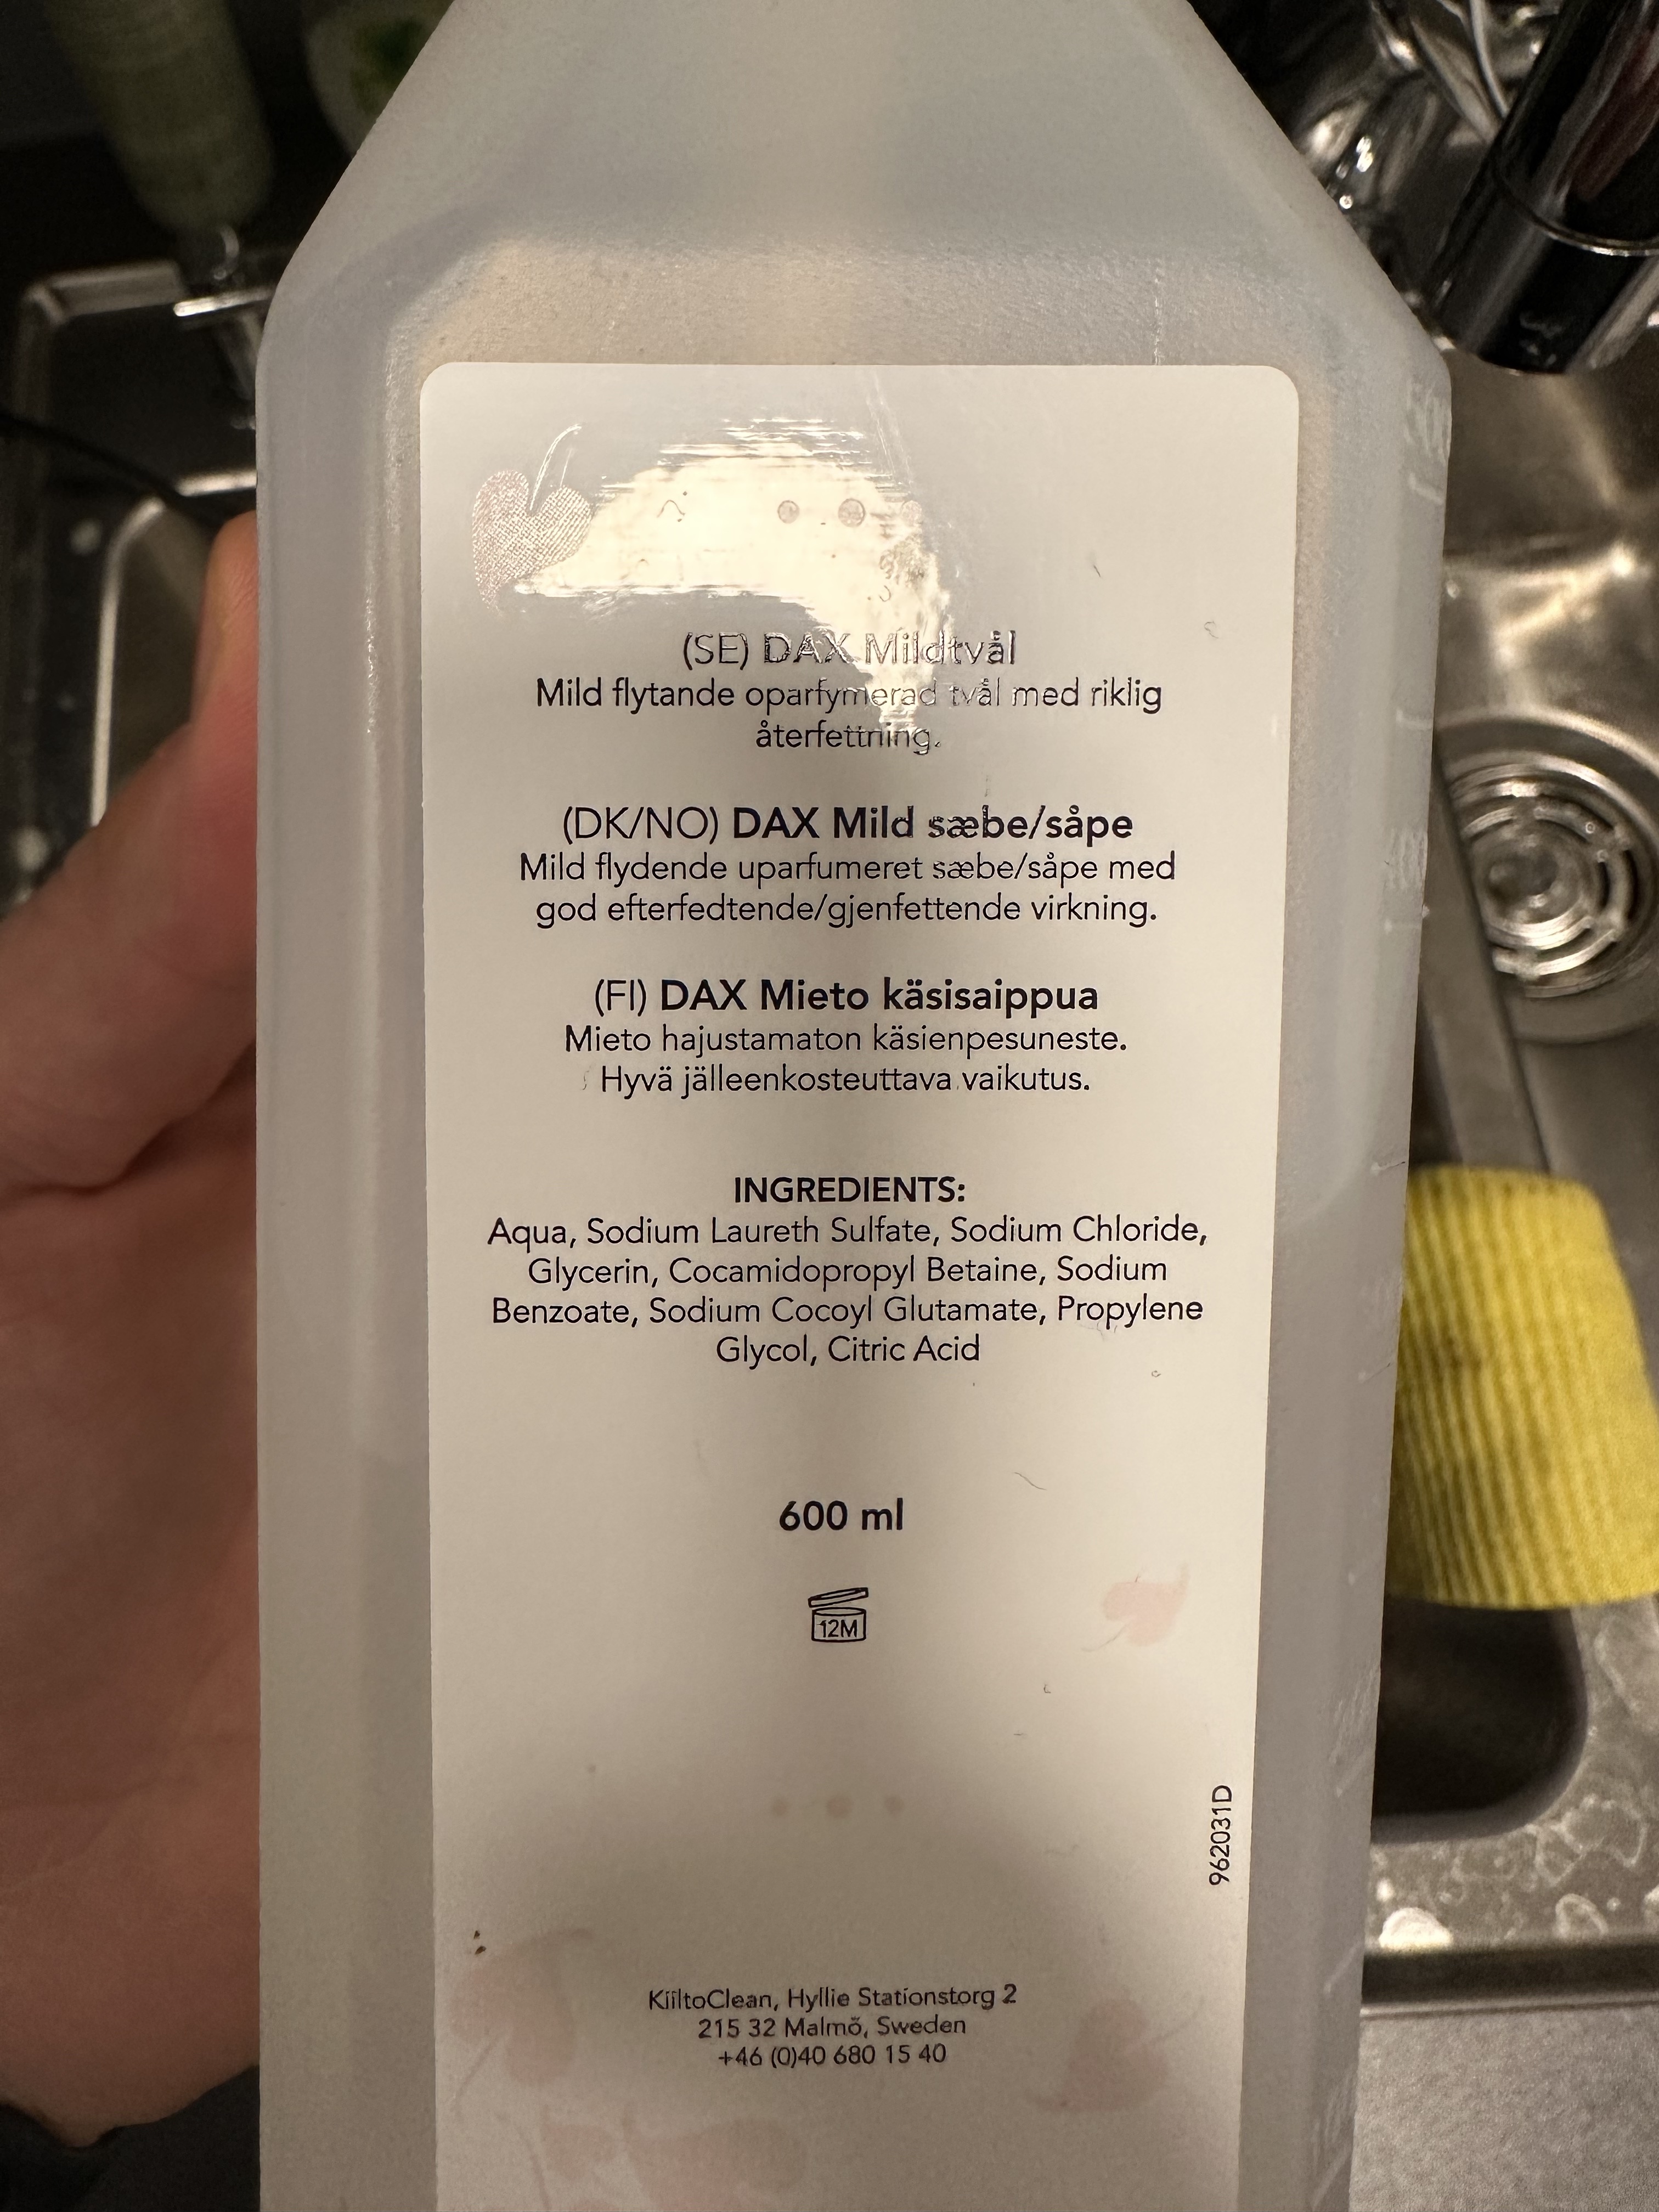 (SE) DAX Mildtvål
Mild flytande oparfymerad tvål med riklig
återfettning.
(DK/NO) DAX Mild sæbe/såpe
Mild flydende uparfumeret sæbe/såpe med
god efterfedtende/gjenfettende virkning.
(FI) DAX Mieto käsisaippua
Mieto hajustamaton käsienpesuneste.
Hyvä jälleenkosteuttava vaikutus.
INGREDIENTS:
Aqua, Sodium Laureth Sulfate, Sodium Chloride,
Glycerin, Cocamidopropyl Betaine, Sodium
Benzoate, Sodium Cocoyl Glutamate, Propylene
Glycol, Citric Acid
600 ml
12M
962031D
KiiltoClean, Hyllie Stationstorg 2
215 32 Malmö, Sweden
+46 (0)40 680 15 40